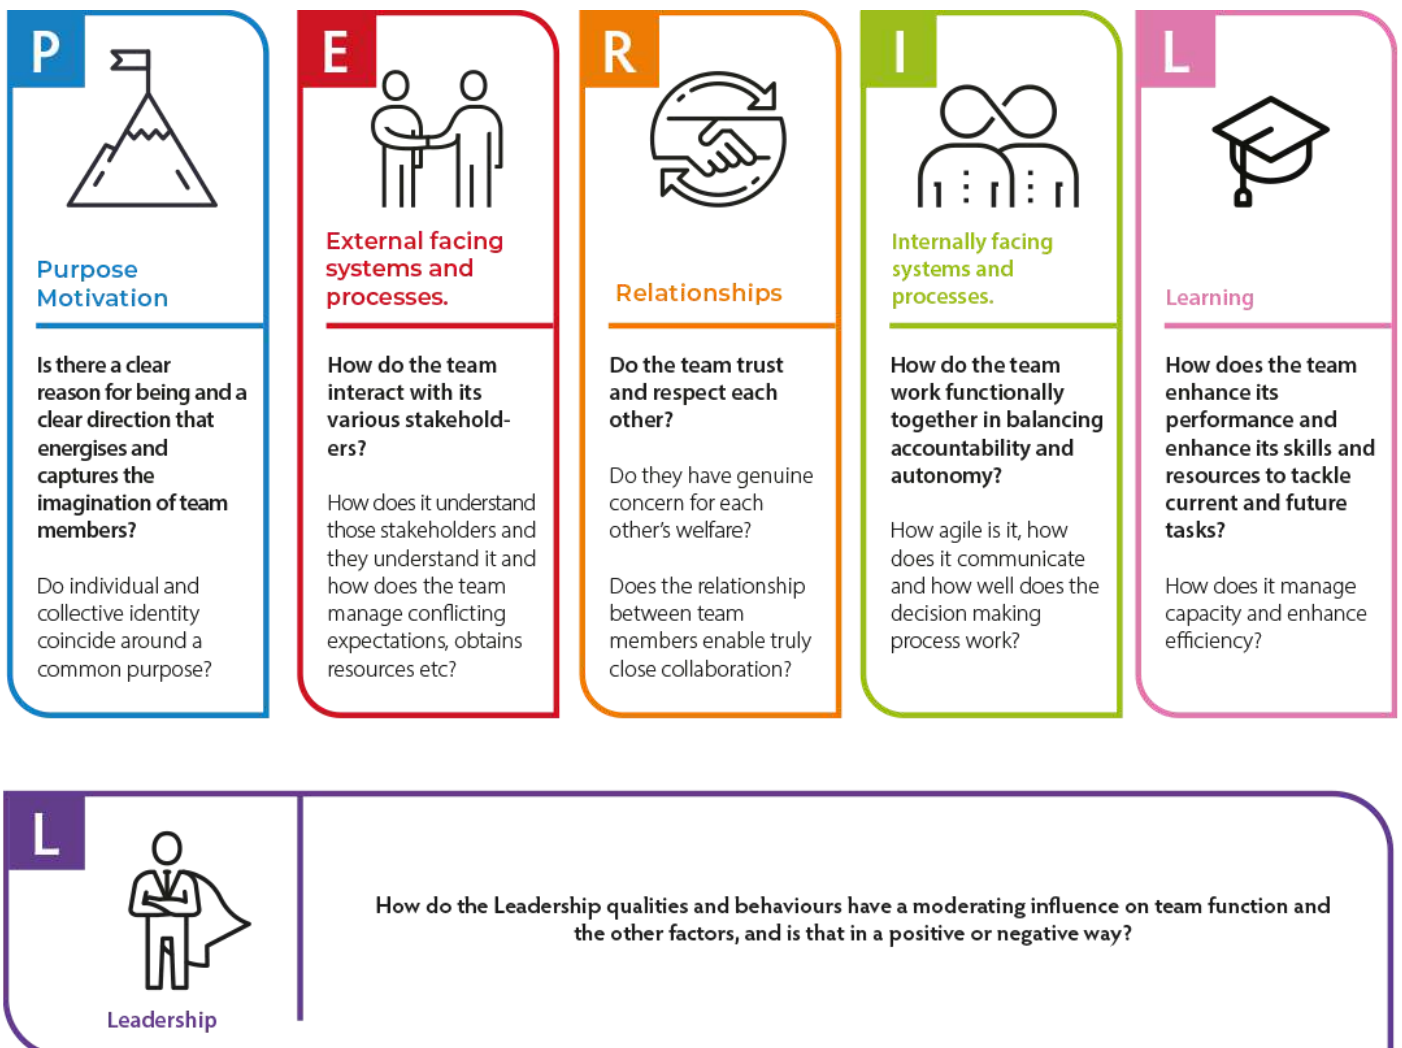 P
Purpose
Motivation
Is there a clear
reason for being and a
clear direction that
energises and
captures the
imagination of team
members?
Do individual and
collective identity
coincide around a
common purpose?
E
External facing
systems and
processes.
How do the team
interact with its
various stakehold-
ers?
How does it understand
those stakeholders and
they understand it and
how does the team
manage conflicting
expectations, obtains
resources etc?
R
Relationships
Do the team trust
and respect each
other?
Do they have genuine
concern for each
other's welfare?
Does the relationship
between team
members enable truly
close collaboration?
I
Internally facing
systems and
processes.
How do the team
work functionally
together in balancing
accountability and
autonomy?
How agile is it, how
does it communicate
and how well does the
decision making
process work?
L
Learning
How does the team
enhance its
performance and
enhance its skills and
resources to tackle
current and future
tasks?
How does it manage
capacity and enhance
efficiency?
L
Leadership
How do the Leadership qualities and behaviours have a moderating influence on team function and
the other factors, and is that in a positive or negative way?